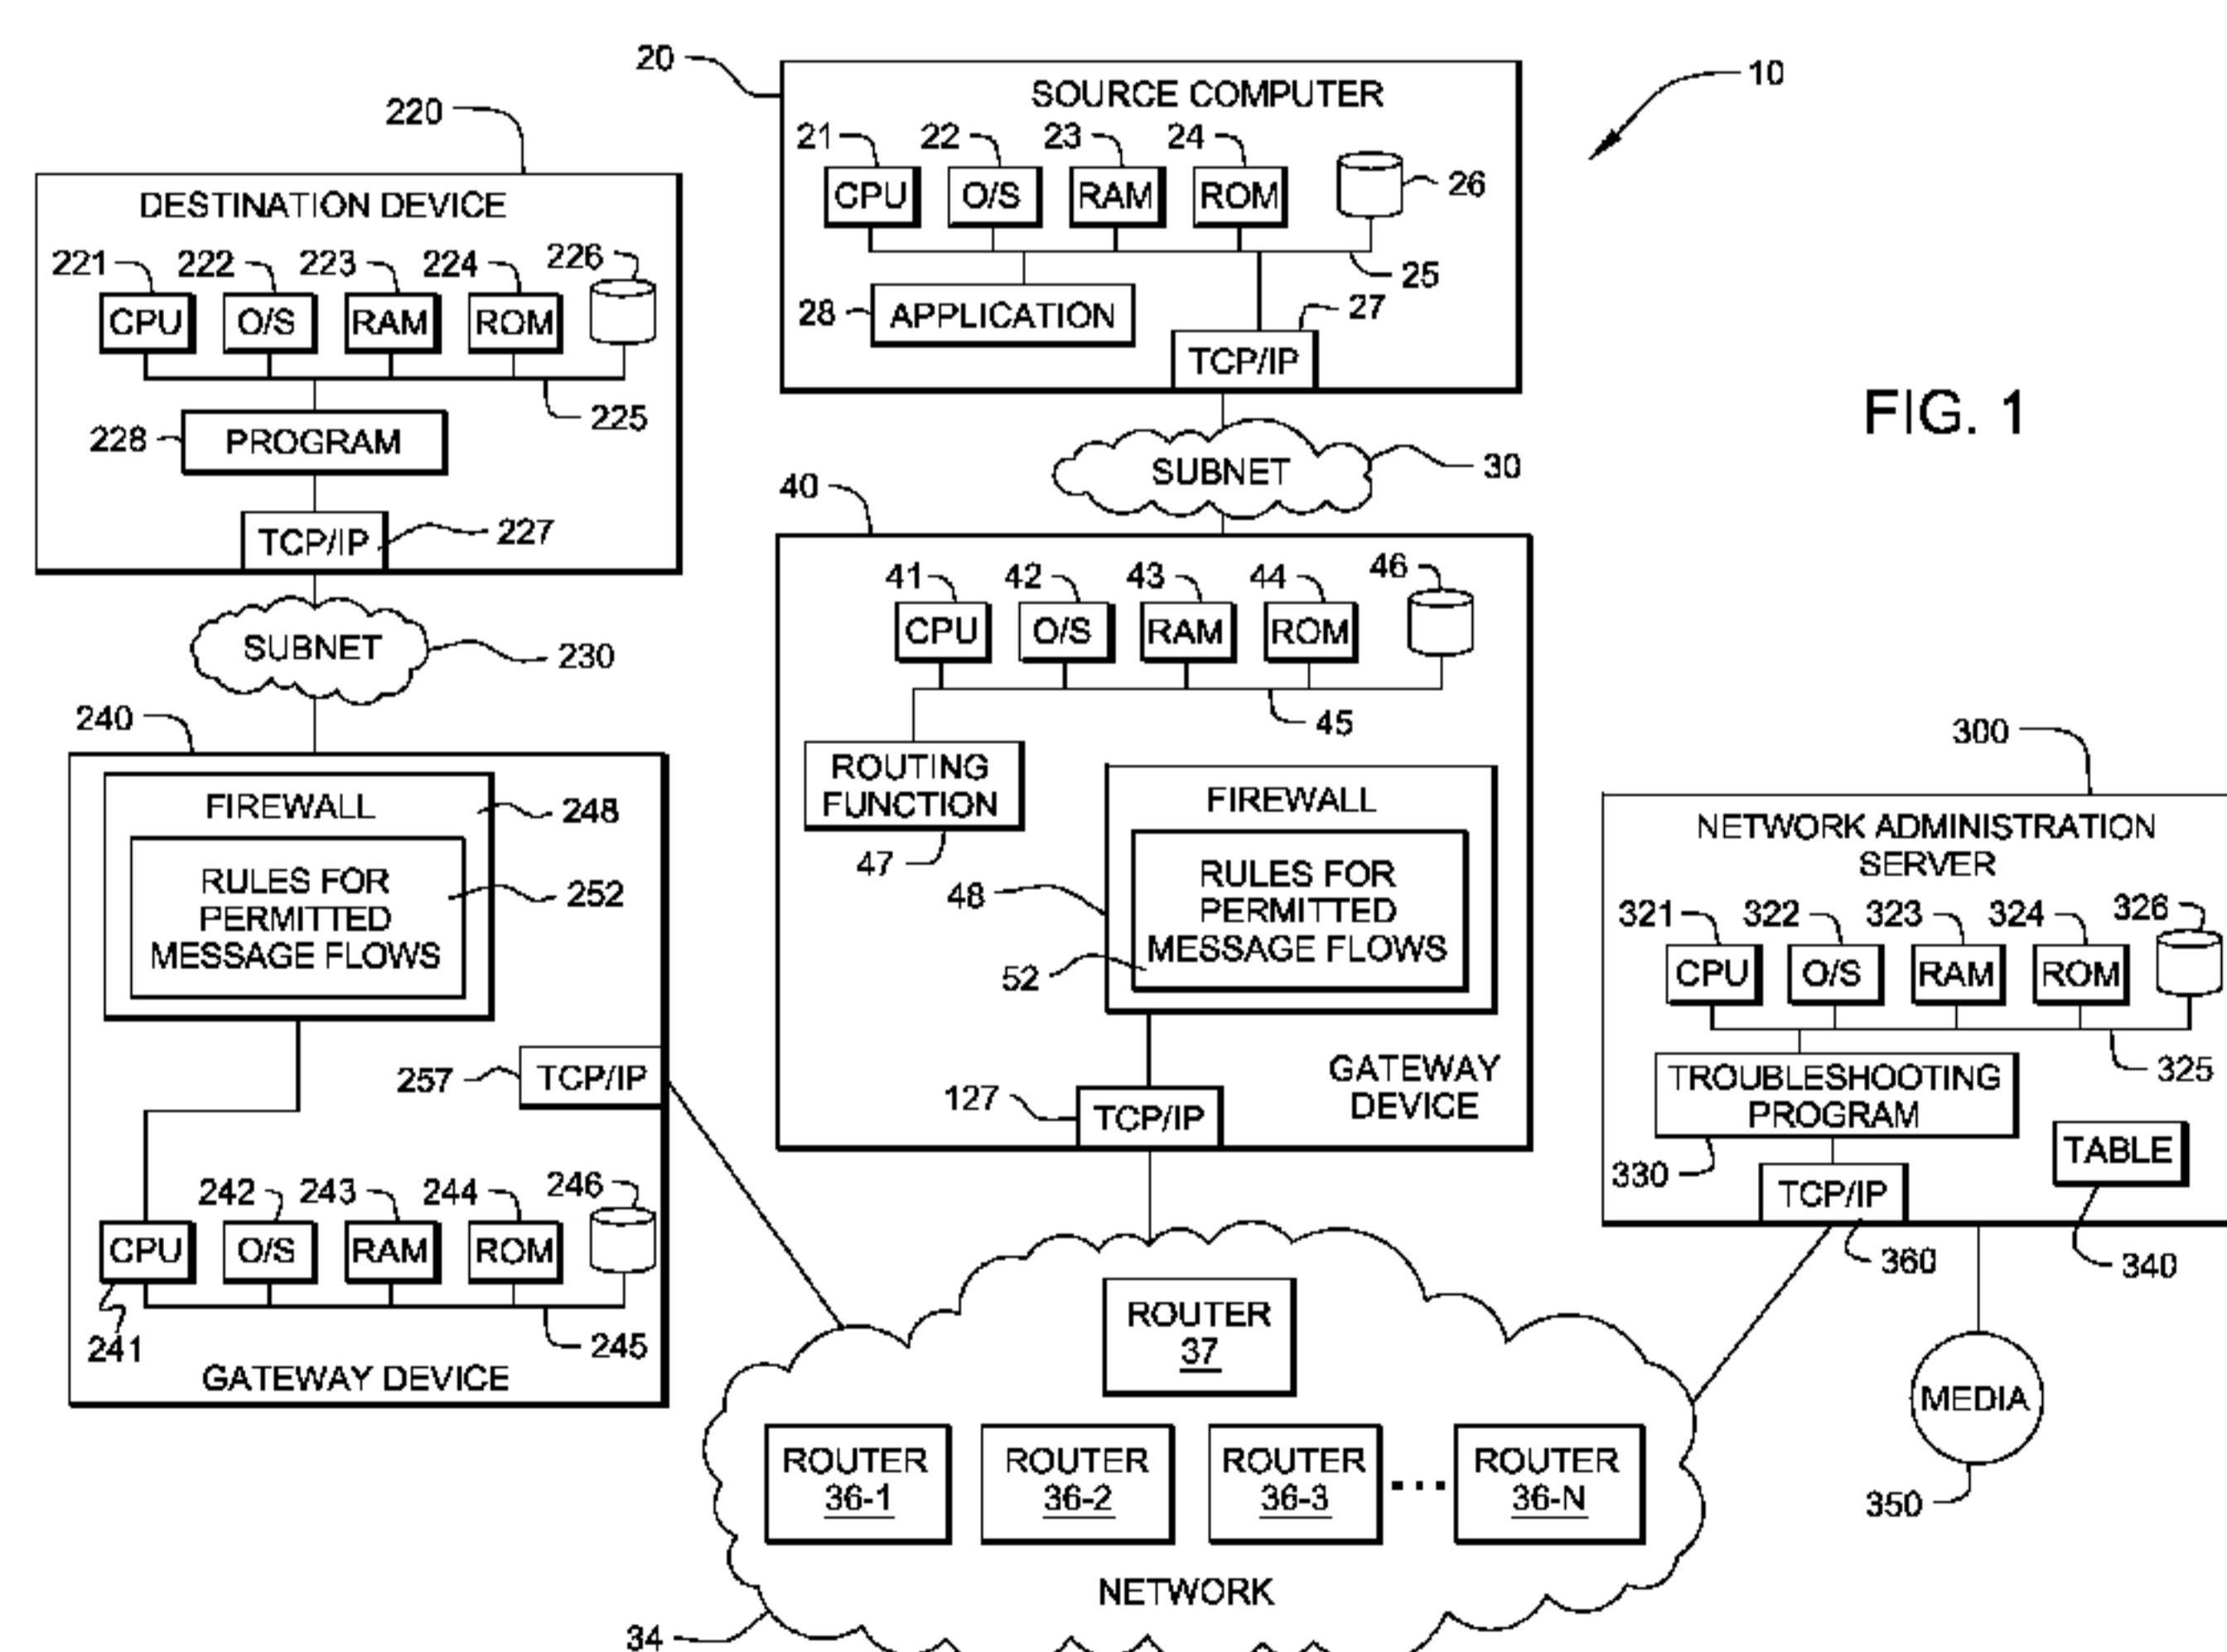 20
SOURCE COMPUTER
10
21
22
23
24
CPU
O/S
RAM
ROM
26
25
28
APPLICATION
27
TCP/IP
FIG. 1
220
DESTINATION DEVICE
221
222
223
224
226
CPU
O/S
RAM
ROM
225
228
PROGRAM
TCP/IP
227
SUBNET
30
SUBNET
230
40
41
42
43
44
46
CPU
O/S
RAM
ROM
45
ROUTING
FUNCTION
47
FIREWALL
48
RULES FOR
PERMITTED
MESSAGE FLOWS
52
GATEWAY
DEVICE
127
TCP/IP
240
FIREWALL
248
RULES FOR
PERMITTED
MESSAGE FLOWS
252
257
TCP/IP
242
243
244
246
CPU
O/S
RAM
ROM
241
245
GATEWAY DEVICE
300
NETWORK ADMINISTRATION
SERVER
321
322
323
324
326
CPU
O/S
RAM
ROM
325
TROUBLESHOOTING
PROGRAM
330
TABLE
TCP/IP
360
340
MEDIA
350
ROUTER
37
ROUTER
36-1
ROUTER
36-2
ROUTER
36-3
...
ROUTER
36-N
NETWORK
34